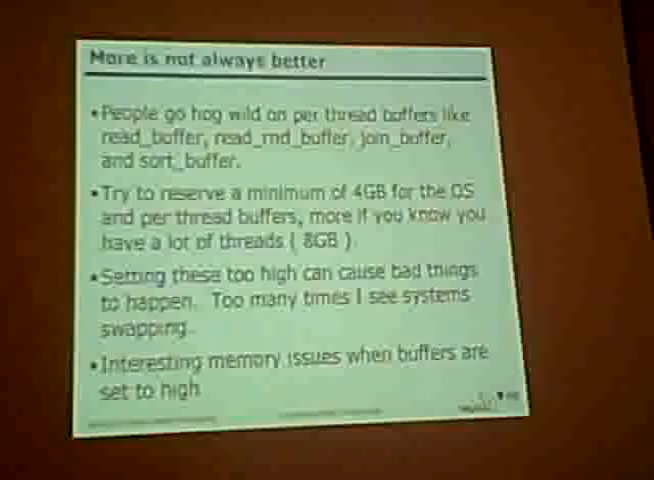 More is not always better
•People go hog wild on per thread buffers like
read_buffer, read_rnd_buffer, join_buffer,
and sort_buffer.
•Try to reserve a minimum of 4GB for the OS
and per thread buffers, more if you know you
have a lot of threads ( 8GB )
•Setting these too high can cause bad things
to happen. Too many times I see systems
swapping.
•Interesting memory issues when buffers are
set to high